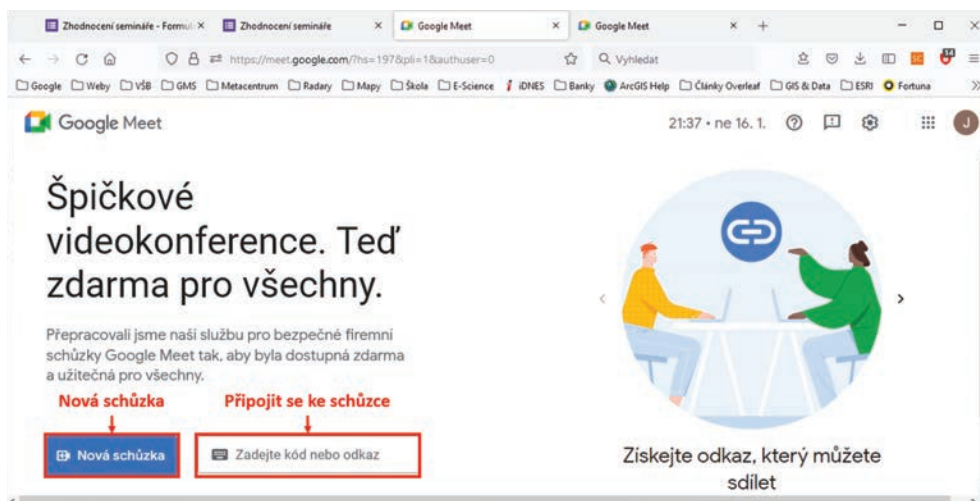 Zhodnocení semináře - Formul
Zhodnocení semináře
Google Meet
Google Meet
https://meet.google.com/?hs=197&pli=1&authuser=0
Vyhledat
SC
14
Google Weby VŠB GMS Metacentrum Radary Mapy Škola E-Science iDNES Banky ArcGIS Help Články Overleaf GIS & Data ESRI Fortuna
Google Meet
21:37 • ne 16. 1.
J
Špičkové
videokonference. Teď
zdarma pro všechny.
Přepracovali jsme naši službu pro bezpečné firemní
schůzky Google Meet tak, aby byla dostupná zdarma
a užitečná pro všechny.
Nová schůzka
Připojit se ke schůzce
Nová schůzka
Zadejte kód nebo odkaz
Získejte odkaz, který můžete
sdílet